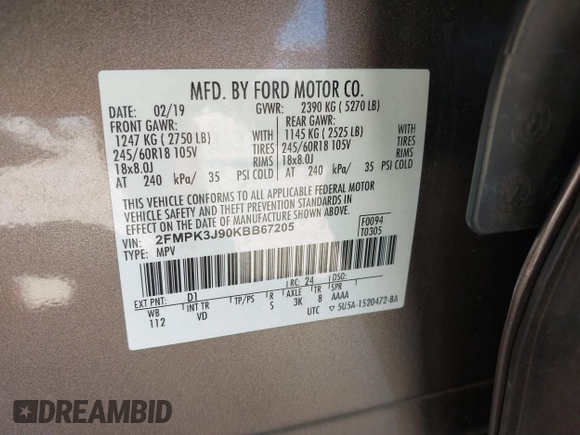 MFD. BY FORD MOTOR CO.
DATE: 02/19 GVWR: 2390 KG ( 5270 LB)
FRONT GAWR: REAR GAWR:
1247 KG ( 2750 LB) WITH 1145 KG ( 2525 LB) WITH
245/60R18 105V TIRES 245/60R18 105V TIRES
18x8.0J RIMS 18x8.0J RIMS
AT 240 kPa/ 35 PSI COLD AT 240 kPa/ 35 PSI COLD
THIS VEHICLE CONFORMS TO ALL APPLICABLE FEDERAL MOTOR
VEHICLE SAFETY AND THEFT PREVENTION STANDARDS IN
EFFECT ON THE DATE OF MANUFACTURE SHOWN ABOVE.
VIN: 2FMPK3J90KBB67205 F0094
TYPE: MPV T0305
EXT PNT: D1 RC: 24 DSO:
WB INT TR TP/PS R AXLE TR
112 VD S 3K 8 AAAA
UTC ▽ 5U5A-1520472-BA
DREAMBID